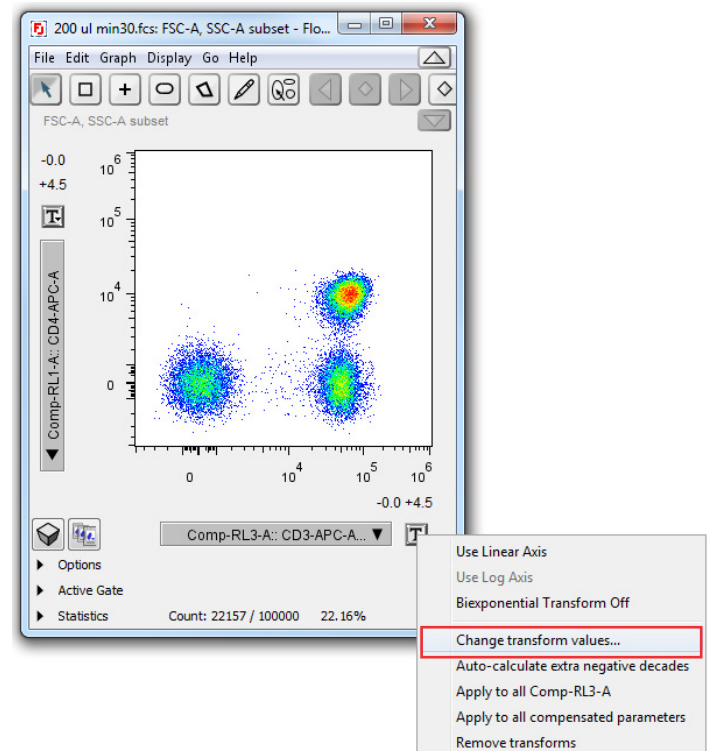 200 ul min30.fcs: FSC-A, SSC-A subset - Flo...
File Edit Graph Display Go Help
FSC-A, SSC-A subset
-0.0
+4.5
T
10^6
10^5
10^4
0
Comp-RL1-A:: CD4-APC-A
0 10^4 10^5 10^6
-0.0 +4.5
Comp-RL3-A:: CD3-APC-A... T
Options
Active Gate
Statistics Count: 22157 / 100000 22.16%
Use Linear Axis
Use Log Axis
Biexponential Transform Off
Change transform values...
Auto-calculate extra negative decades
Apply to all Comp-RL3-A
Apply to all compensated parameters
Remove transforms